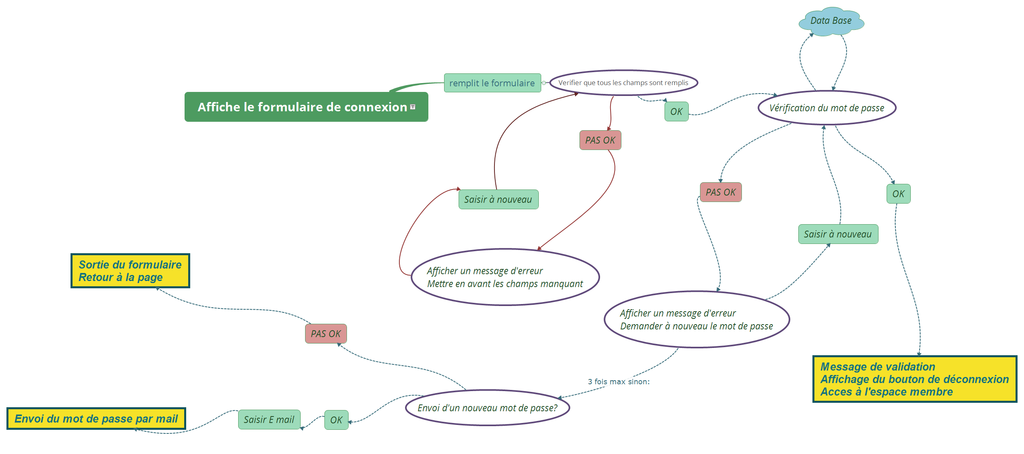 Data Base
remplit le formulaire
Verifier que tous les champs sont remplis
Affiche le formulaire de connexion
OK
Vérification du mot de passe
PAS OK
PAS OK
OK
Saisir à nouveau
Saisir à nouveau
Sortie du formulaire
Retour à la page
Afficher un message d'erreur
Mettre en avant les champs manquant
Afficher un message d'erreur
Demander à nouveau le mot de passe
PAS OK
Message de validation
Affichage du bouton de déconnexion
Acces à l'espace membre
3 fois max sinon:
Envoi d'un nouveau mot de passe?
Envoi du mot de passe par mail
Saisir E mail
OK